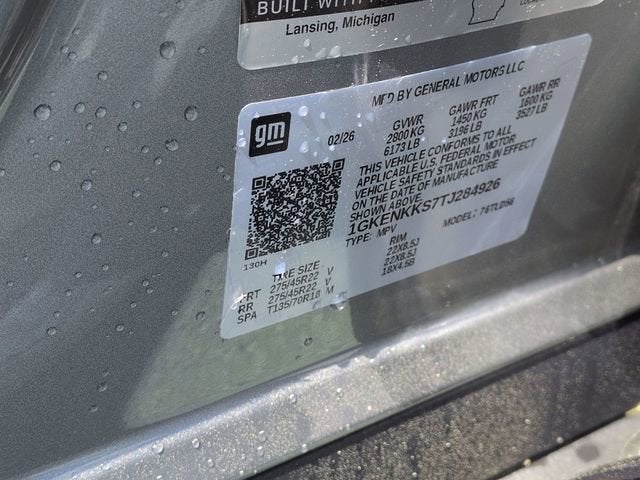 BUILT WITH
Lansing, Michigan
MFD BY GENERAL MOTORS LLC
gm
02/26
GVWR GAWR FRT GAWR RR
2800 KG 1450 KG 1600 KG
6173 LB 3196 LB 3527 LB
THIS VEHICLE CONFORMS TO ALL
APPLICABLE U.S. FEDERAL MOTOR
VEHICLE SAFETY STANDARDS IN EFFECT
ON THE DATE OF MANUFACTURE
SHOWN ABOVE.
1GKENKKS7TJ284926
TYPE: MPV MODEL: 76TLD56
130H
TIRE SIZE RIM
FRT 275/45R22 V 22X8.5J
RR 275/45R22 V 22X8.5J
SPA T135/70R18 M 18X4.5B